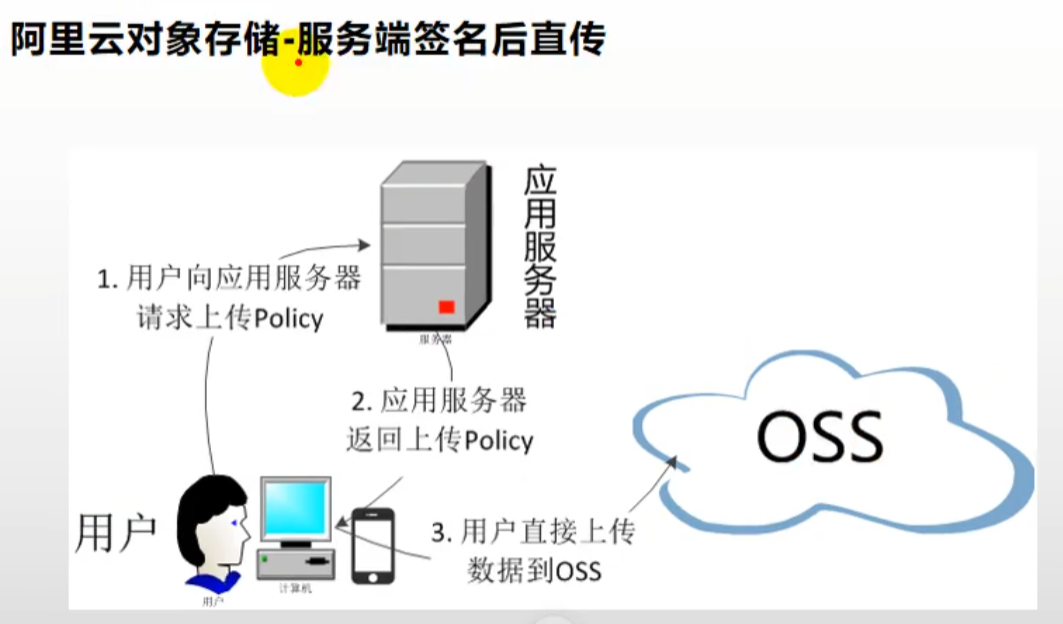 阿里云对象存储-服务端签名后直传
应用服务器
1. 用户向应用服务器
请求上传Policy
服务器
2. 应用服务器
返回上传Policy
OSS
用户
3. 用户直接上传
数据到OSS
计算机
用户